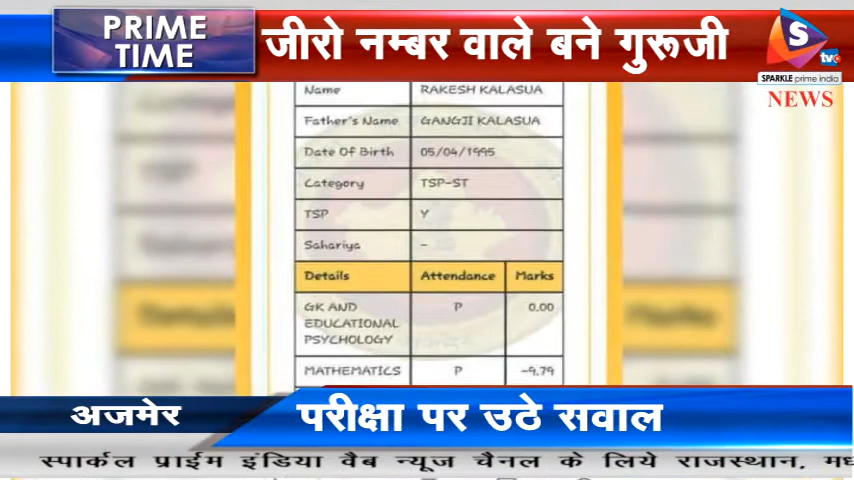 PRIME
TIME
जीरो नम्बर वाले बने गुरूजी
S
tv
SPARKLE prime india
NEWS
Name RAKESH KALASUA
Father's Name GANGJI KALASUA
Date Of Birth 05/04/1995
Category TSP-ST
TSP Y
Sahariya -
Details Attendance Marks
GK AND P 0.00
EDUCATIONAL
PSYCHOLOGY
MATHEMATICS P -9.79
अजमेर
परीक्षा पर उठे सवाल
स्पार्कल प्राईम इंडिया वैब न्यूज चैनल के लिये राजस्थान,